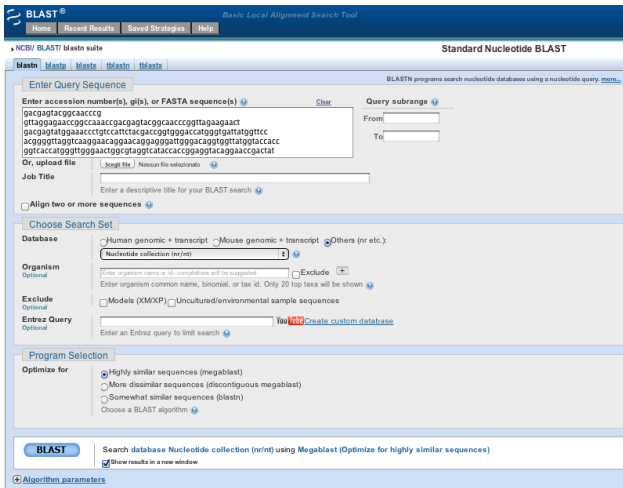 BLAST® Basic Local Alignment Search Tool
Home Recent Results Saved Strategies Help
NCBI/ BLAST/ blastn suite Standard Nucleotide BLAST
blastn blastp blastx tblastn tblastx
Enter Query Sequence BLASTN programs search nucleotide databases using a nucleotide query. more...
Enter accession number(s), gi(s), or FASTA sequence(s) Clear Query subrange
gacgagtacggcaacccg
gttaggagaaccggccaaccgacgagtacggcaacccggttagaagaact
gacgagtatggaaaccctgtccattctacgaccggtgggaccatgggtgattatggttcc
acggggttaggtcaaggaacaggaacaggagggattgggacaggtggttatggtaccacc
ggtcaccatgggttgggaactggcgtaggtcataccaccggaggtacaggaaccgactat
From
To
Or, upload file Scegli file Nessun file selezionato
Job Title
Enter a descriptive title for your BLAST search
Align two or more sequences
Choose Search Set
Database Human genomic + transcript Mouse genomic + transcript Others (nr etc.):
Nucleotide collection (nr/nt)
Organism
Optional
Enter organism name or id--completions will be suggested Exclude +
Enter organism common name, binomial, or tax id. Only 20 top taxa will be shown
Exclude
Optional
Models (XM/XP) Uncultured/environmental sample sequences
Entrez Query
Optional
YouTube Create custom database
Enter an Entrez query to limit search
Program Selection
Optimize for
Highly similar sequences (megablast)
More dissimilar sequences (discontiguous megablast)
Somewhat similar sequences (blastn)
Choose a BLAST algorithm
BLAST Search database Nucleotide collection (nr/nt) using Megablast (Optimize for highly similar sequences)
Show results in a new window
Algorithm parameters